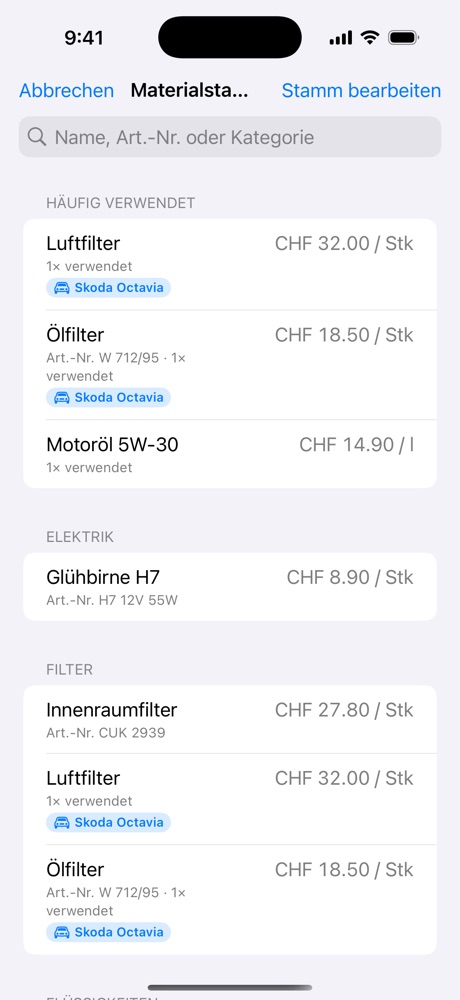 9:41
Abbrechen Materialsta... Stamm bearbeiten
Name, Art.-Nr. oder Kategorie
HÄUFIG VERWENDET
Luftfilter CHF 32.00 / Stk
1× verwendet
Skoda Octavia
Ölfilter CHF 18.50 / Stk
Art.-Nr. W 712/95 · 1×
verwendet
Skoda Octavia
Motoröl 5W-30 CHF 14.90 / l
1× verwendet
ELEKTRIK
Glühbirne H7 CHF 8.90 / Stk
Art.-Nr. H7 12V 55W
FILTER
Innenraumfilter CHF 27.80 / Stk
Art.-Nr. CUK 2939
Luftfilter CHF 32.00 / Stk
1× verwendet
Skoda Octavia
Ölfilter CHF 18.50 / Stk
Art.-Nr. W 712/95 · 1×
verwendet
Skoda Octavia
FLÜSSIGKEITEN